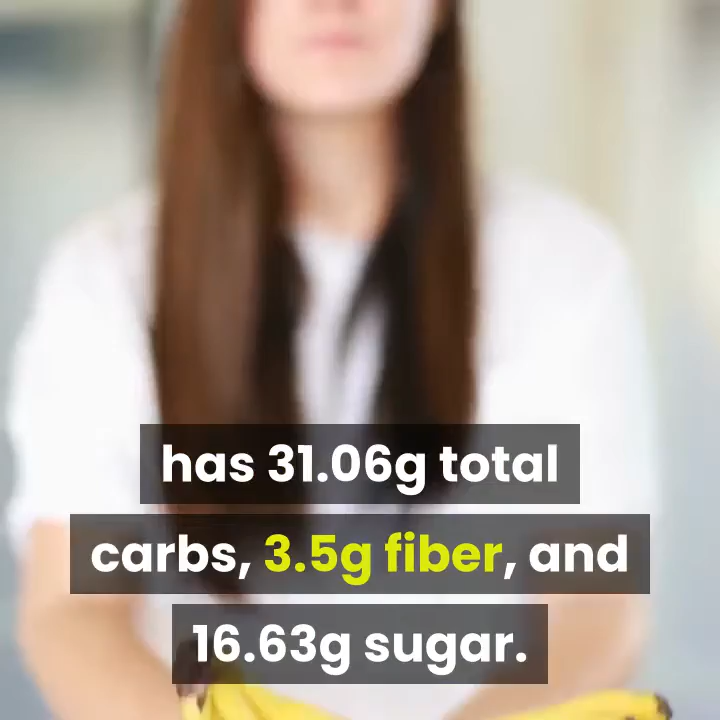 has 31.06g total
carbs, 3.5g fiber, and
16.63g sugar.